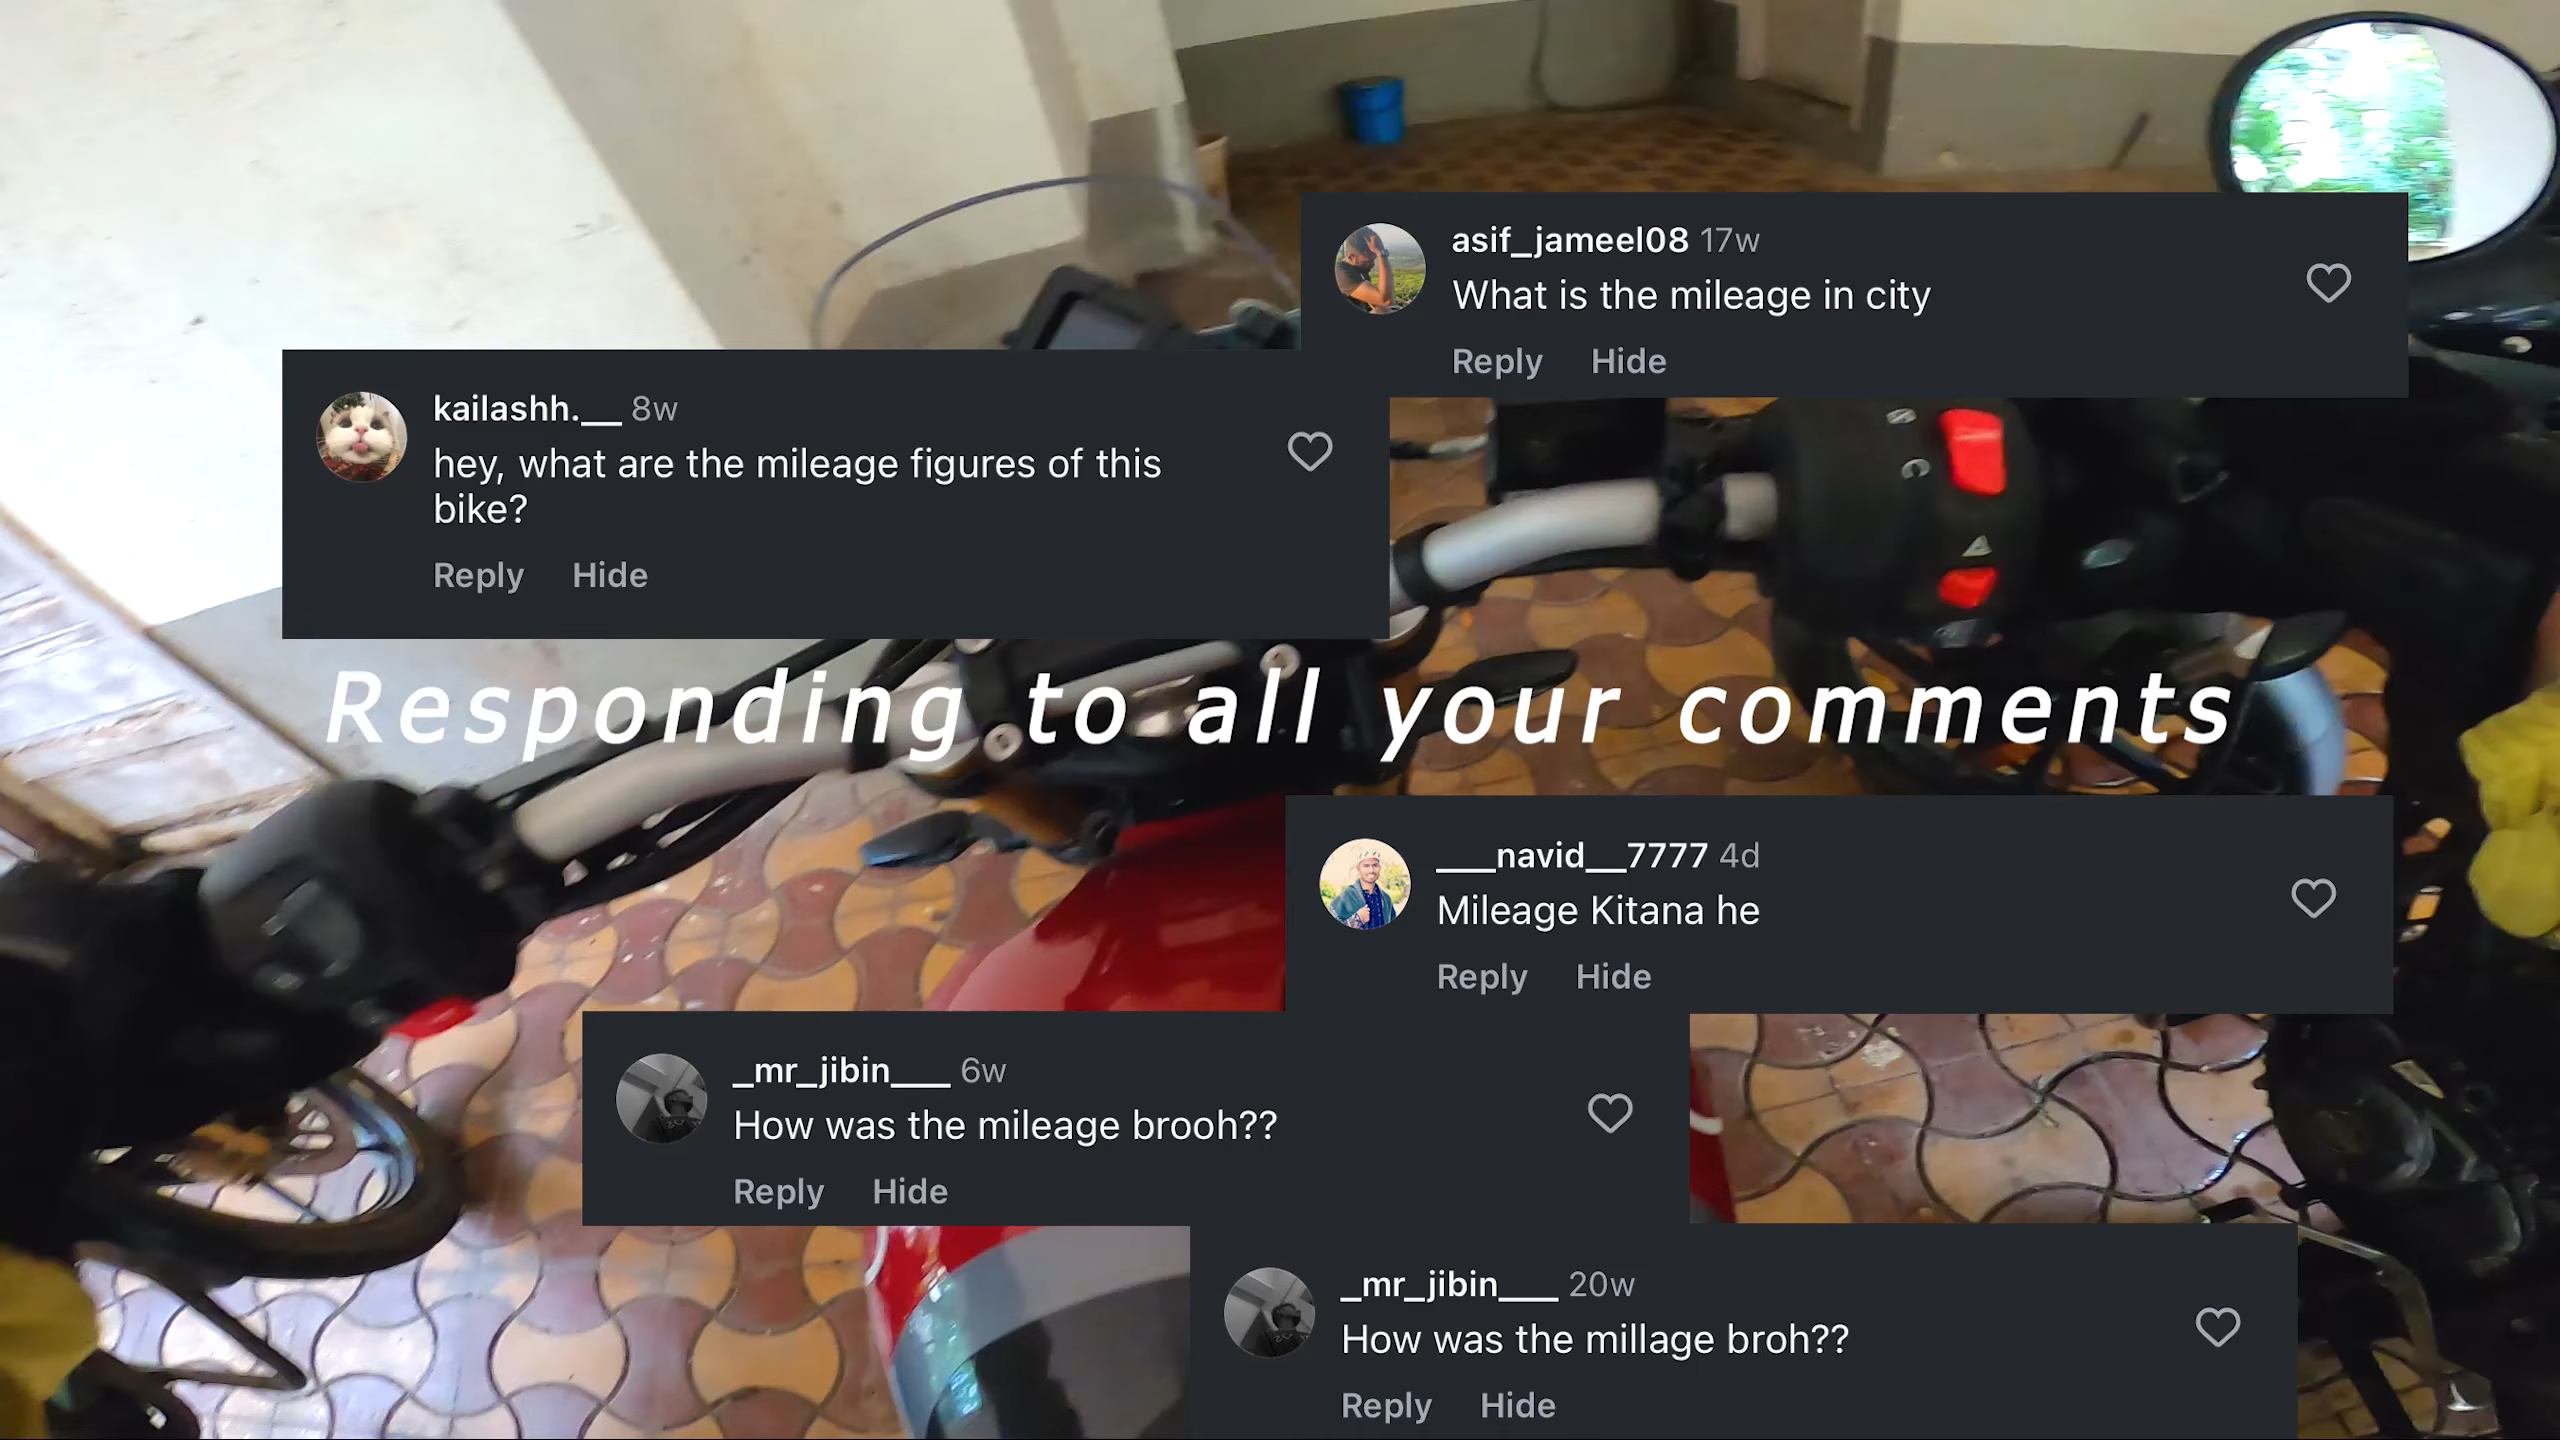 asif_jameel08 17w
What is the mileage in city
Reply Hide
kailashh.__ 8w
hey, what are the mileage figures of this
bike?
Reply Hide
Responding to all your comments
___navid__7777 4d
Mileage Kitana he
Reply Hide
_mr_jibin___ 6w
How was the mileage brooh??
Reply Hide
_mr_jibin___ 20w
How was the millage broh??
Reply Hide